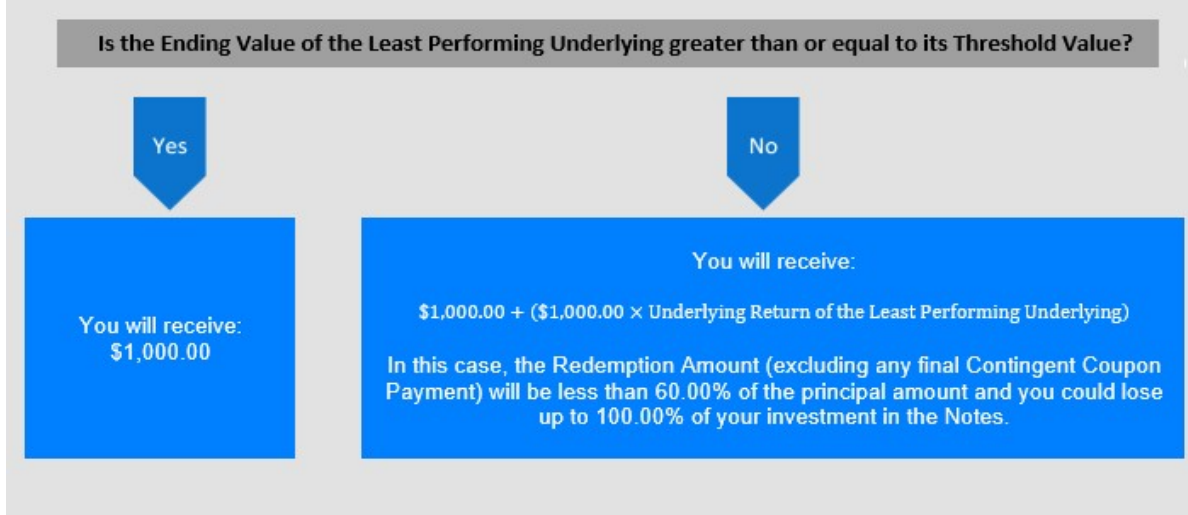 Is the Ending Value of the Least Performing Underlying greater than or equal to its Threshold Value?
Yes
No
You will receive:
$1,000.00
You will receive:
$1,000.00 + ($1,000.00 × Underlying Return of the Least Performing Underlying)
In this case, the Redemption Amount (excluding any final Contingent Coupon
Payment) will be less than 60.00% of the principal amount and you could lose
up to 100.00% of your investment in the Notes.